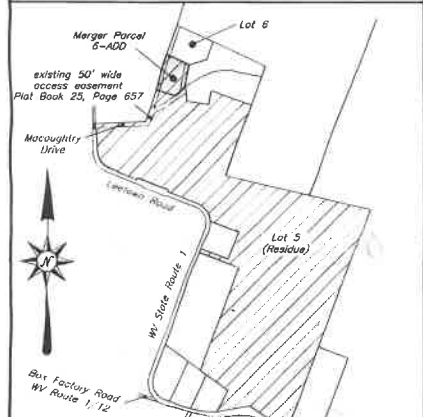 Lot 6
Merger Parcel
6-ADD
existing 50' wide
access easement
Plat Book 25, Page 657
Macoughtry
Drive
Leetown Road
Lot 5
(Residue)
WV State Route 1
N
Box Factory Road
WV Route 1/12